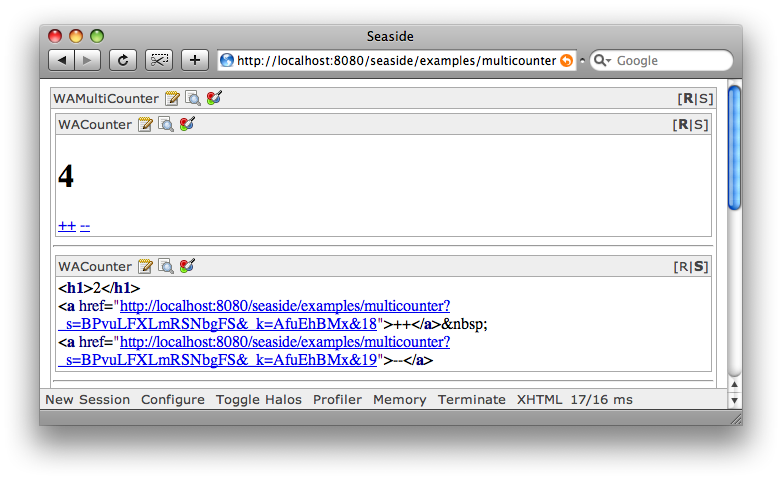 Seaside
http://localhost:8080/seaside/examples/multicounter
Google
WAMultiCounter [R|S]
WACounter [R|S]
4
++ --
WACounter [R|S]
<h1>2</h1>
<a href="http://localhost:8080/seaside/examples/multicounter?
_s=BPvuLFXLmRSNbgFS&_k=AfuEhBMx&18">++</a>&nbsp;
<a href="http://localhost:8080/seaside/examples/multicounter?
_s=BPvuLFXLmRSNbgFS&_k=AfuEhBMx&19">--</a>
New Session Configure Toggle Halos Profiler Memory Terminate XHTML 17/16 ms